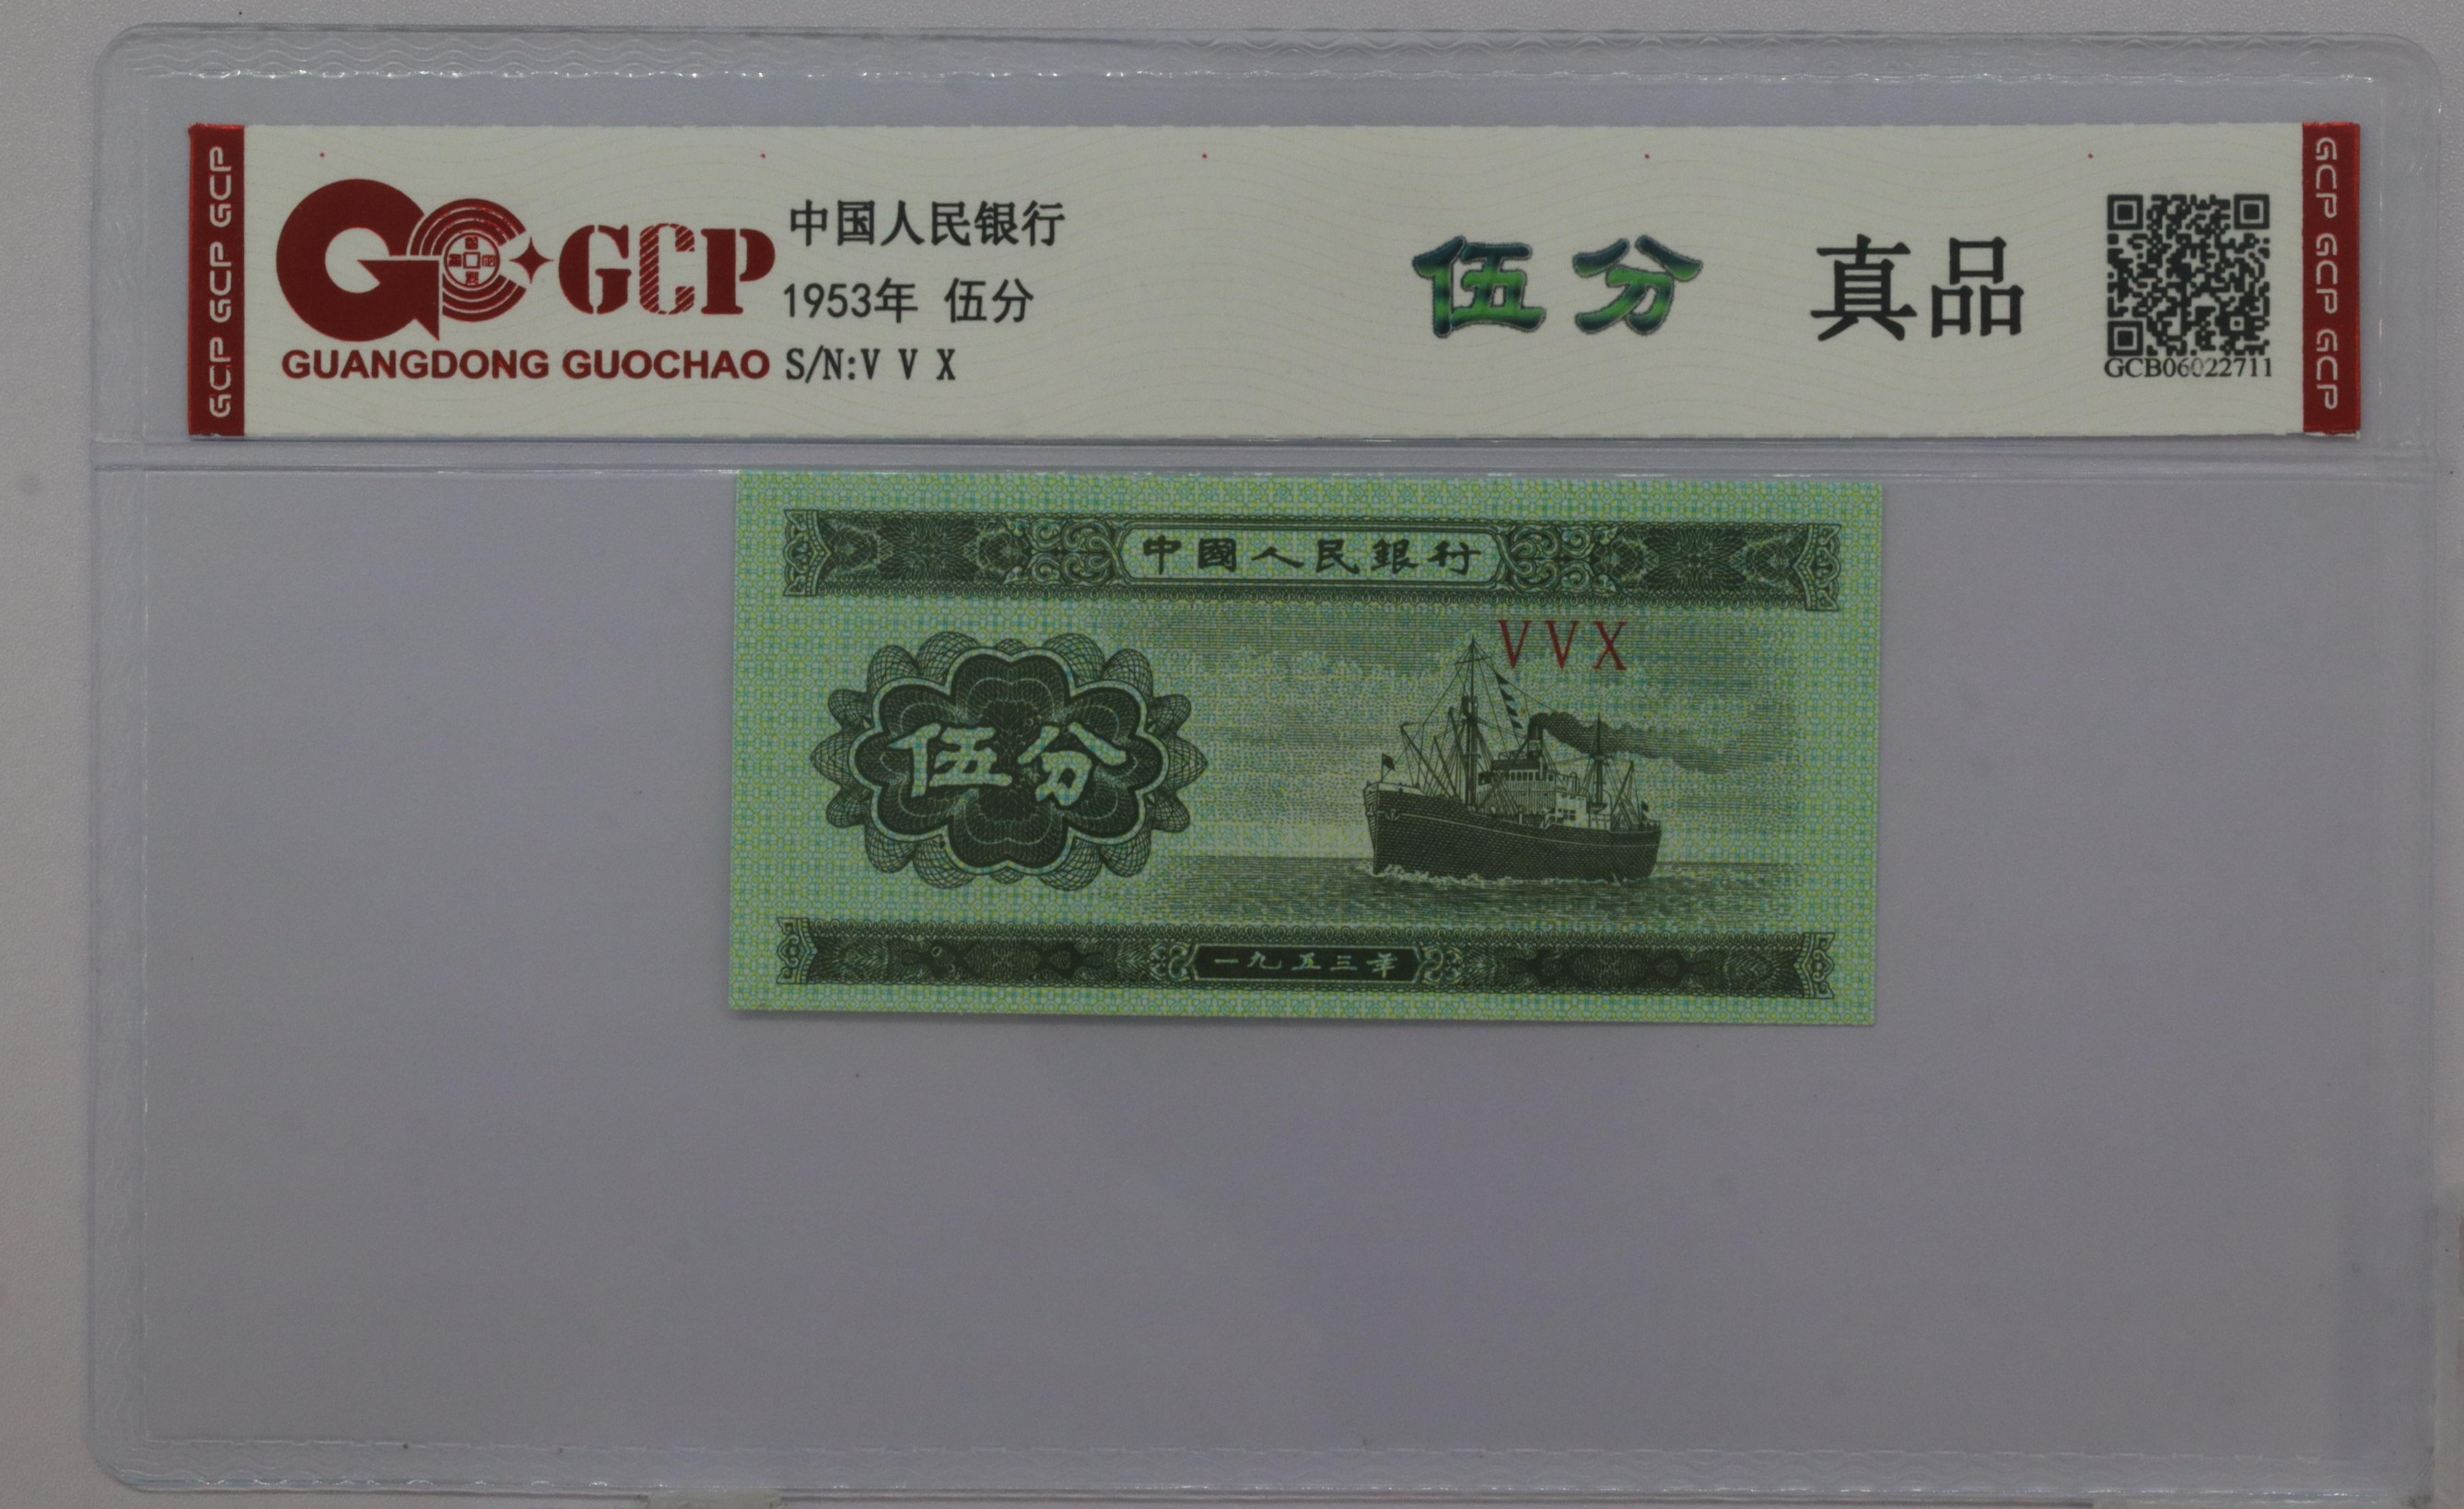 GCP GCP GCP
GCP
GUANGDONG GUOCHAO
中国人民银行
1953年 伍分
S/N:V V X
伍分 真品
GCB06022711
GCP GCP GCP
中國人民銀行
VVX
伍分
一九五三年